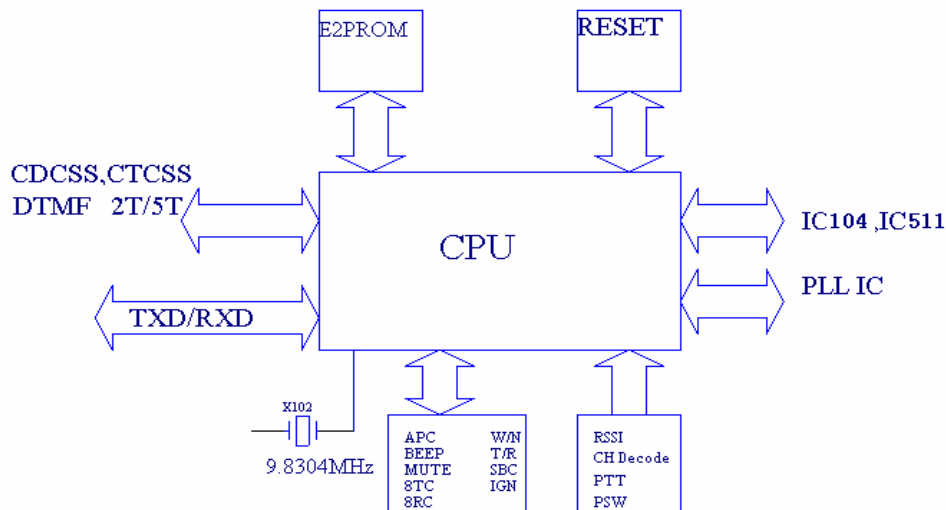 E2PROM
RESET
CDCSS,CTCSS
DTMF 2T/5T
CPU
IC104 ,IC511
PLL IC
TXD/RXD
X102
9.8304MHz
APC W/N
BEEP T/R
MUTE SBC
8TC IGN
8RC
RSSI
CH Decode
PTT
PSW